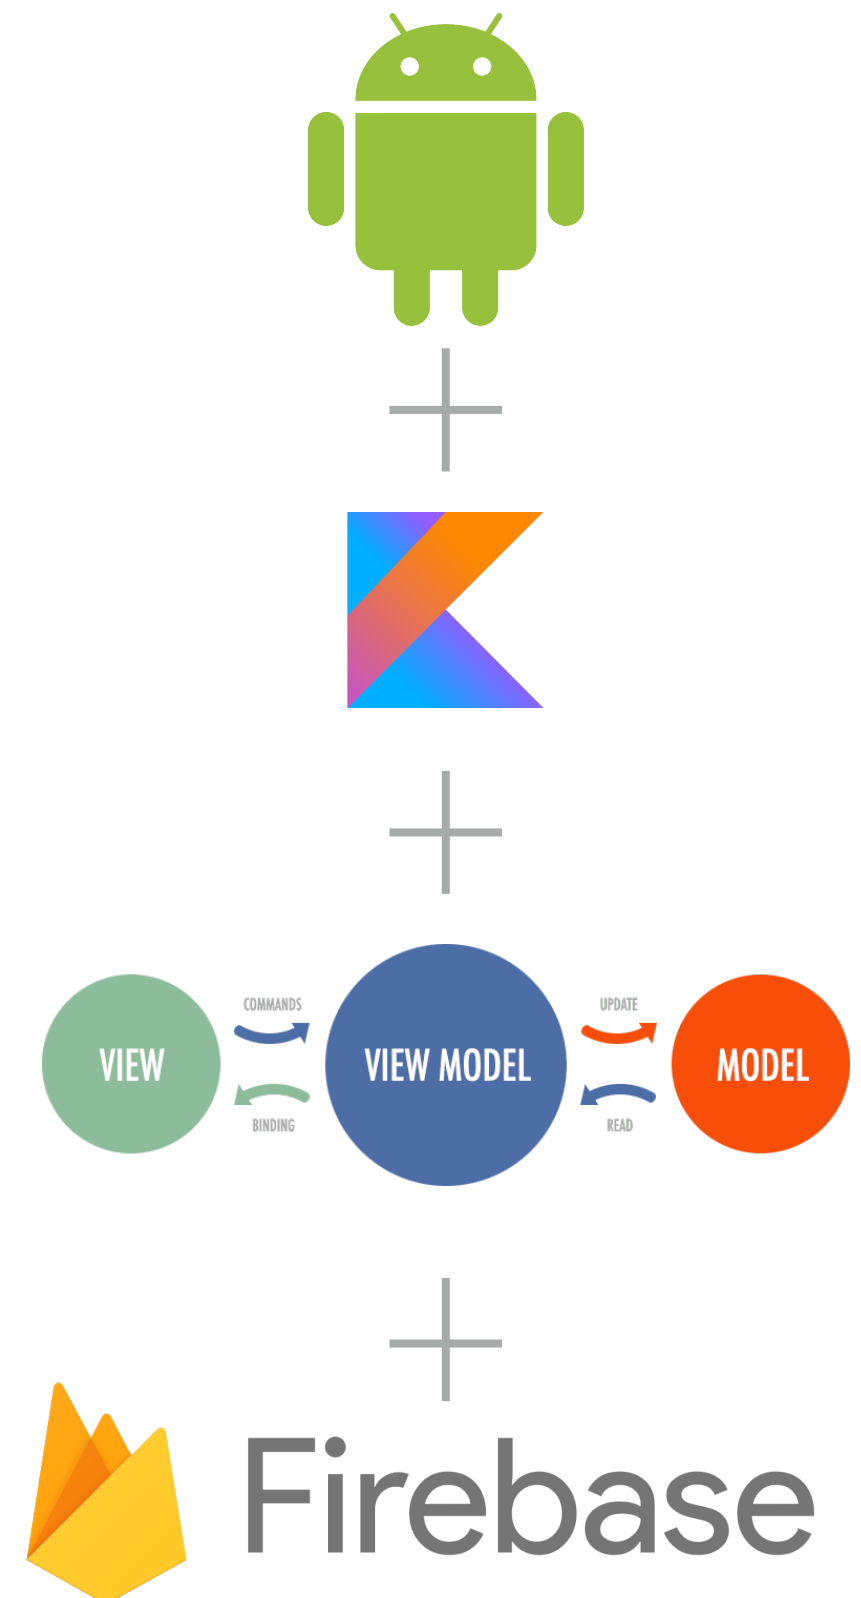 COMMANDS
UPDATE
VIEW
VIEW MODEL
MODEL
BINDING
READ
Firebase